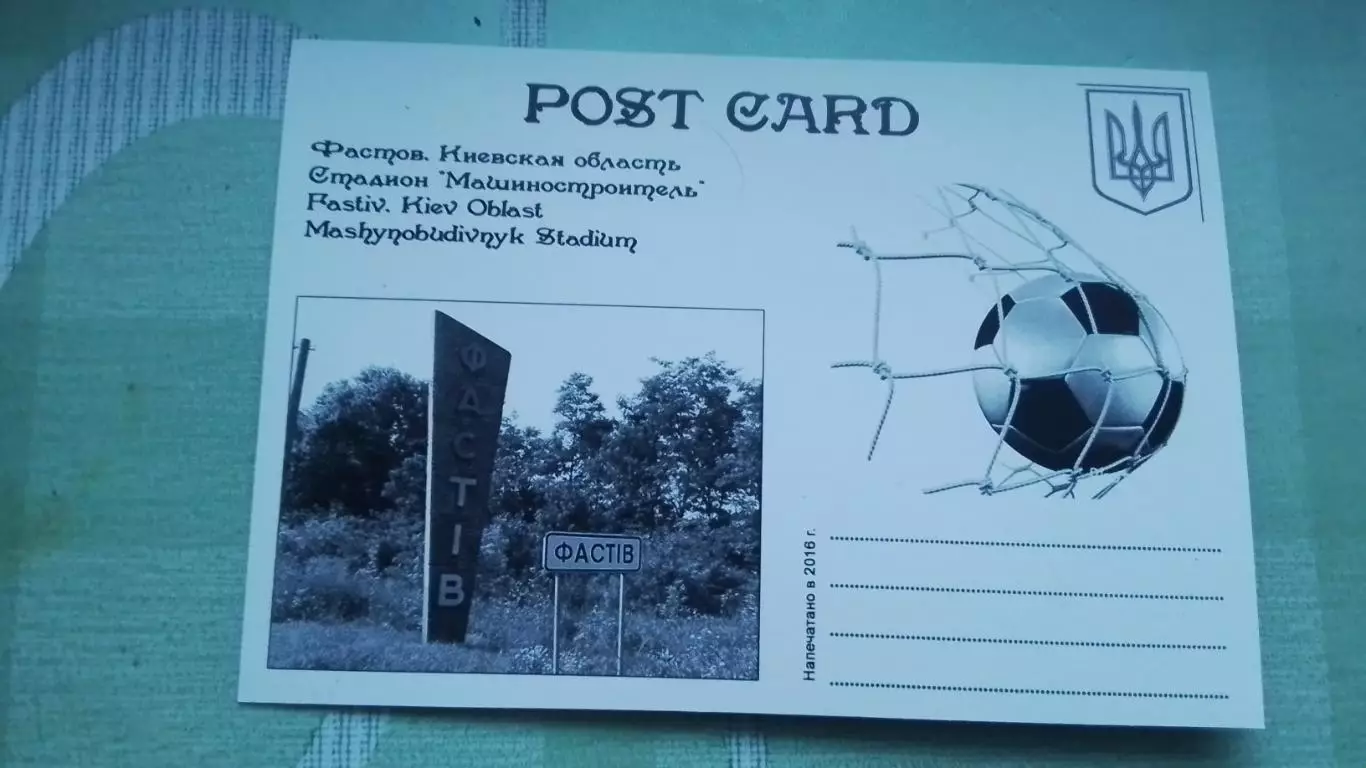 POST CARD
Фастов. Киевская область
Стадион "Машиностроитель"
Fastiv. Kiev Oblast
Mashynobudivnyk Stadium
ФАСТІВ
ФАСТІВ
Напечатано в 2016 г.